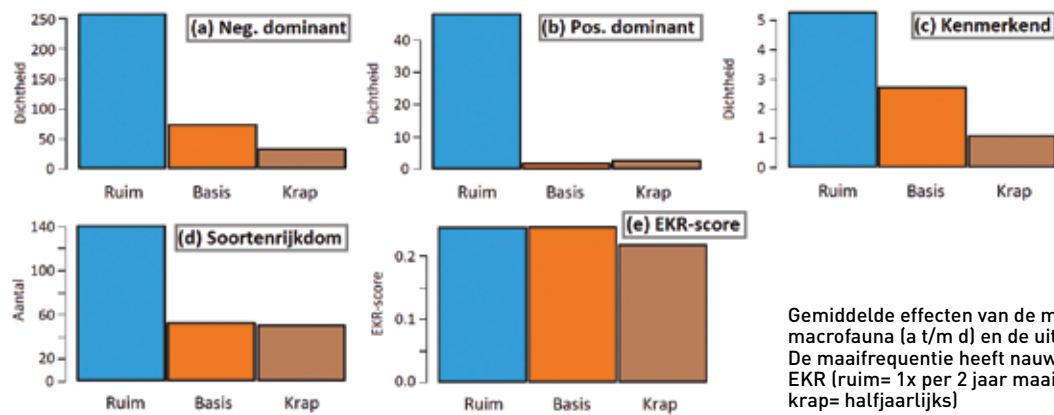 (a) Neg. dominant
Dichtheid
250
200
150
100
50
0
Ruim Basis Krap
(b) Pos. dominant
Dichtheid
40
30
20
10
0
Ruim Basis Krap
(c) Kenmerkend
Dichtheid
5
4
3
2
1
0
Ruim Basis Krap
(d) Soortenrijkdom
Aantal
140
100
60
20
0
Ruim Basis Krap
(e) EKR-score
EKR-score
0.2
0.1
0.0
Ruim Basis Krap
Gemiddelde effecten van de m
macrofauna (a t/m d) en de uit
De maaifrequentie heeft nauw
EKR (ruim= 1x per 2 jaar maai
krap= halfjaarlijks)